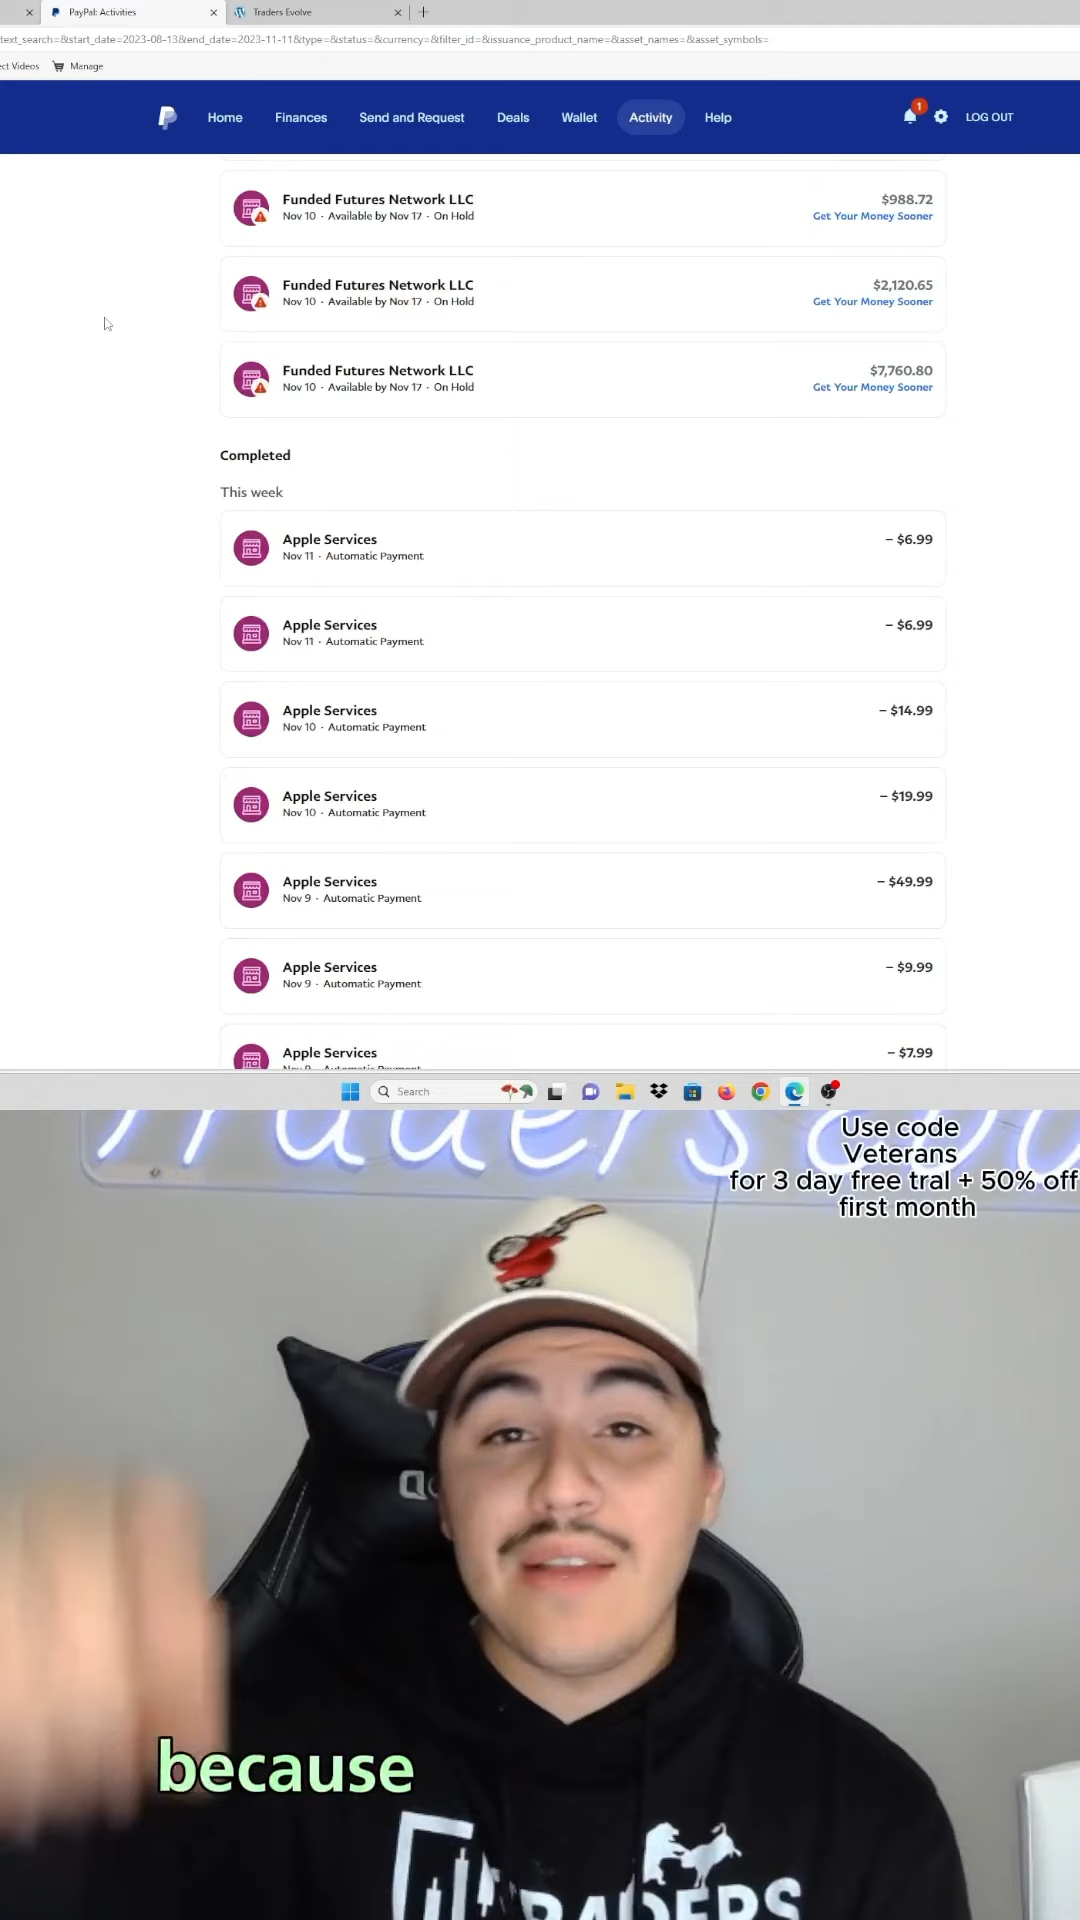 PayPal: Activities
Traders Evolve
text_search=&start_date=2023-08-13&end_date=2023-11-11&type=&status=&currency=&filter_id=&issuance_product_name=&asset_names=&asset_symbols=
ect Videos Manage
Home Finances Send and Request Deals Wallet Activity Help 1 LOG OUT
Funded Futures Network LLC $988.72
Nov 10 · Available by Nov 17 · On Hold Get Your Money Sooner
Funded Futures Network LLC $2,120.65
Nov 10 · Available by Nov 17 · On Hold Get Your Money Sooner
Funded Futures Network LLC $7,760.80
Nov 10 · Available by Nov 17 · On Hold Get Your Money Sooner
Completed
This week
Apple Services – $6.99
Nov 11 · Automatic Payment
Apple Services – $6.99
Nov 11 · Automatic Payment
Apple Services – $14.99
Nov 10 · Automatic Payment
Apple Services – $19.99
Nov 10 · Automatic Payment
Apple Services – $49.99
Nov 9 · Automatic Payment
Apple Services – $9.99
Nov 9 · Automatic Payment
Apple Services – $7.99
Nov 9 · Automatic Payment
Search
Traders
Use code
Veterans
for 3 day free tral + 50% off
first month
because
TRADERS